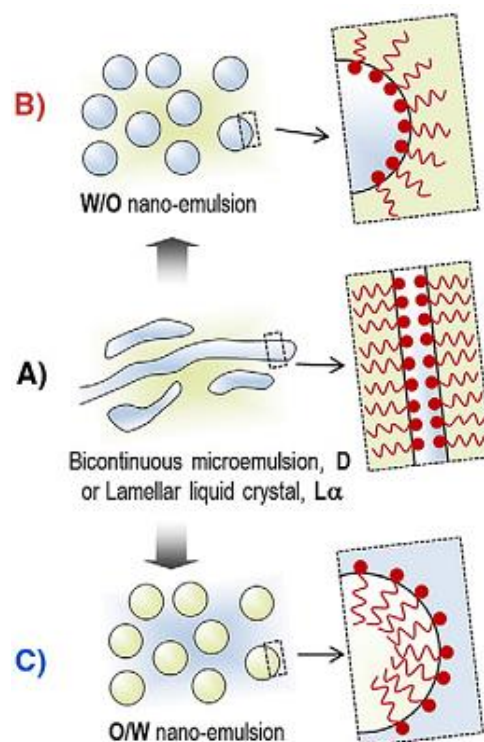 B)
W/O nano-emulsion
A)
Bicontinuous microemulsion, D
or Lamellar liquid crystal, Lα
C)
O/W nano-emulsion